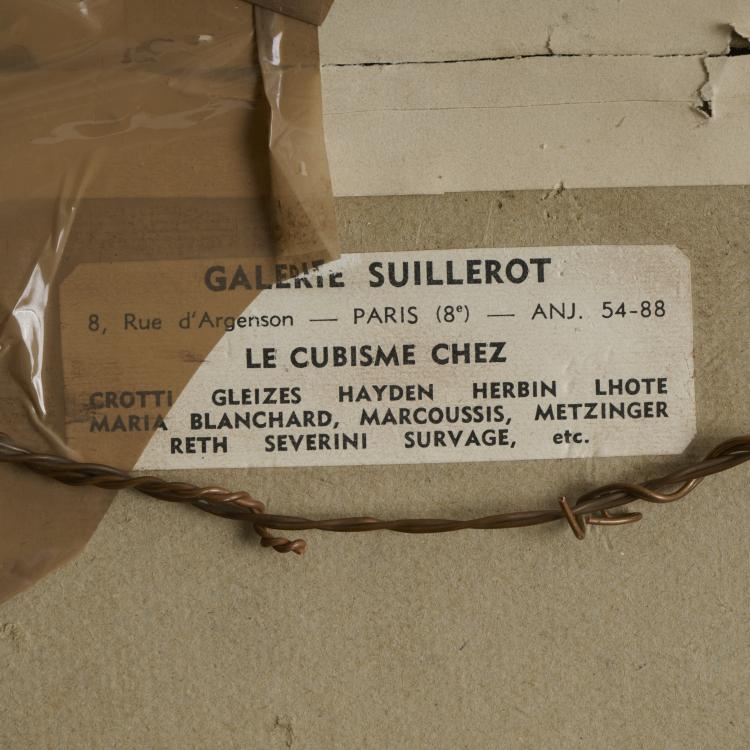 GALERIE SUILLEROT
8, Rue d'Argenson — PARIS (8e) — ANJ. 54-88
LE CUBISME CHEZ
CROTTI GLEIZES HAYDEN HERBIN LHOTE
MARIA BLANCHARD, MARCOUSSIS, METZINGER
RETH SEVERINI SURVAGE, etc.